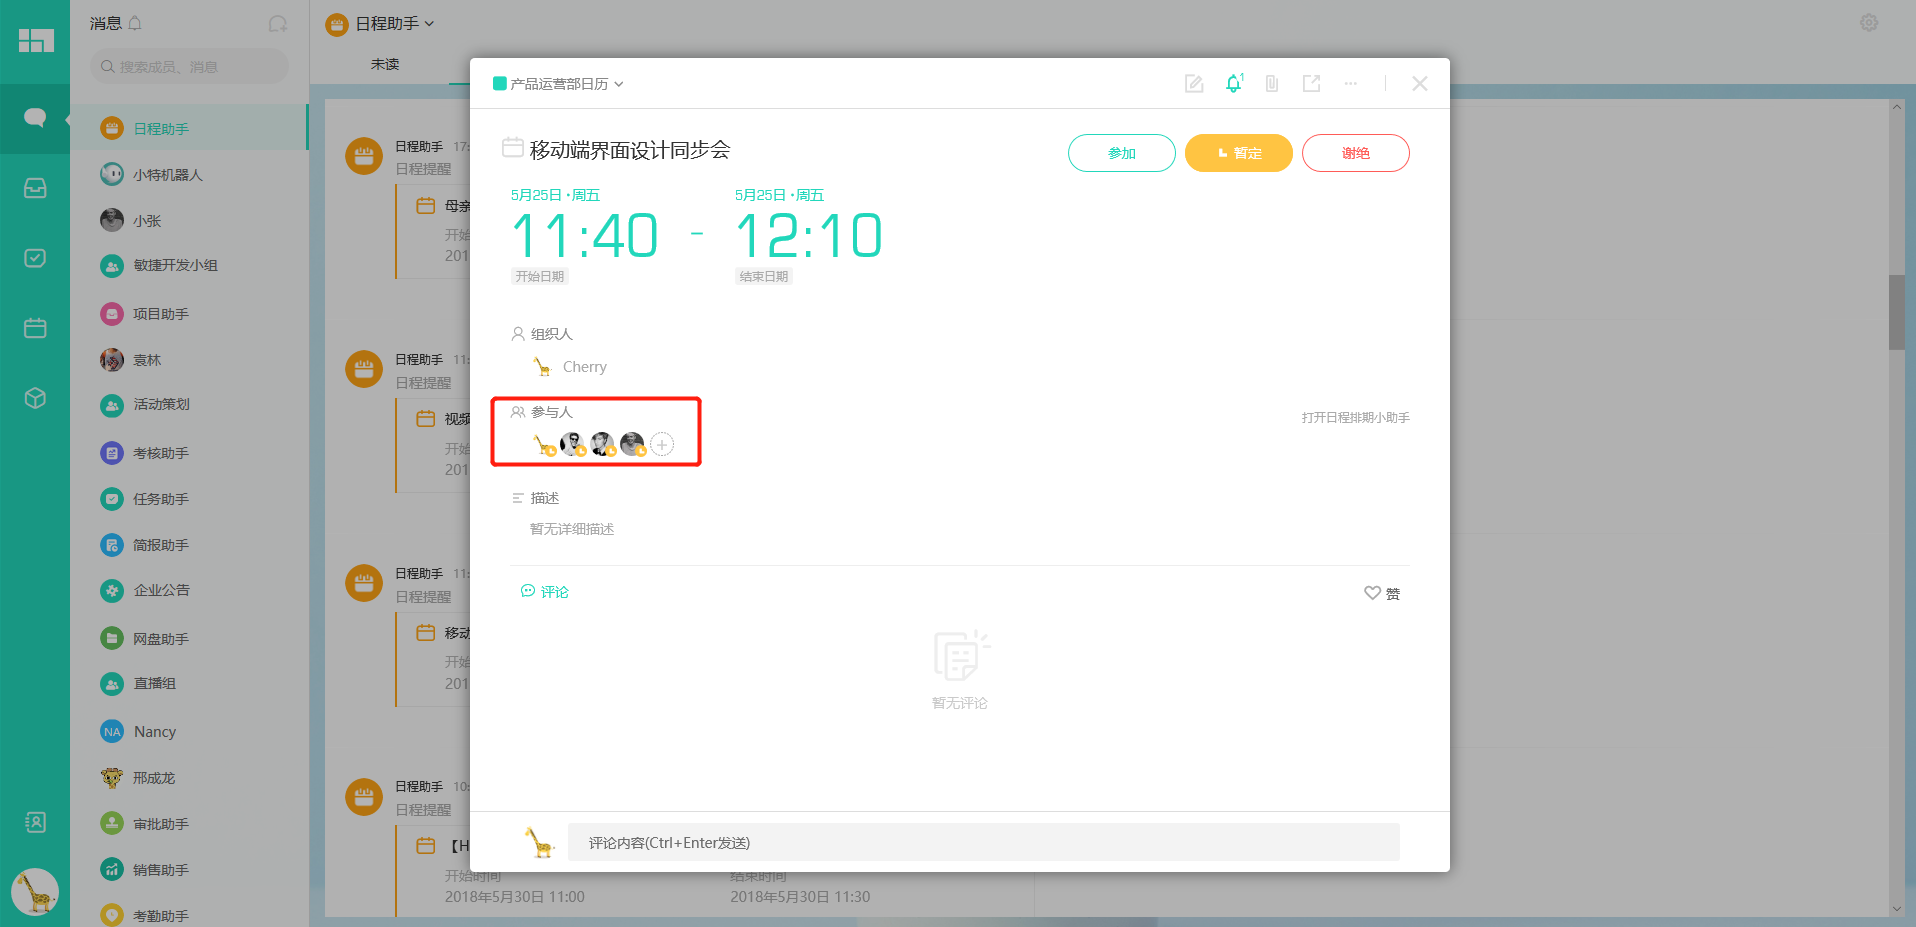 消息
搜索成员、消息
日程助手
小特机器人
小张
敏捷开发小组
项目助手
袁林
活动策划
考核助手
任务助手
简报助手
企业公告
网盘助手
直播组
NA Nancy
邢成龙
审批助手
销售助手
考勤助手
日程助手
未读
日程助手 17:
日程提醒
母亲
开始
201
日程助手 11:
日程提醒
视频
开始
201
日程助手 11:
日程提醒
移动
开始
201
日程助手 10:
日程提醒
【H
开始时间 结束时间
2018年5月30日 11:00 2018年5月30日 11:30
产品运营部日历
1
移动端界面设计同步会
参加 暂定 谢绝
5月25日 · 周五 5月25日 · 周五
11:40 - 12:10
开始日期 结束日期
组织人
Cherry
参与人
打开日程排期小助手
描述
暂无详细描述
评论 赞
暂无评论
评论内容(Ctrl+Enter发送)